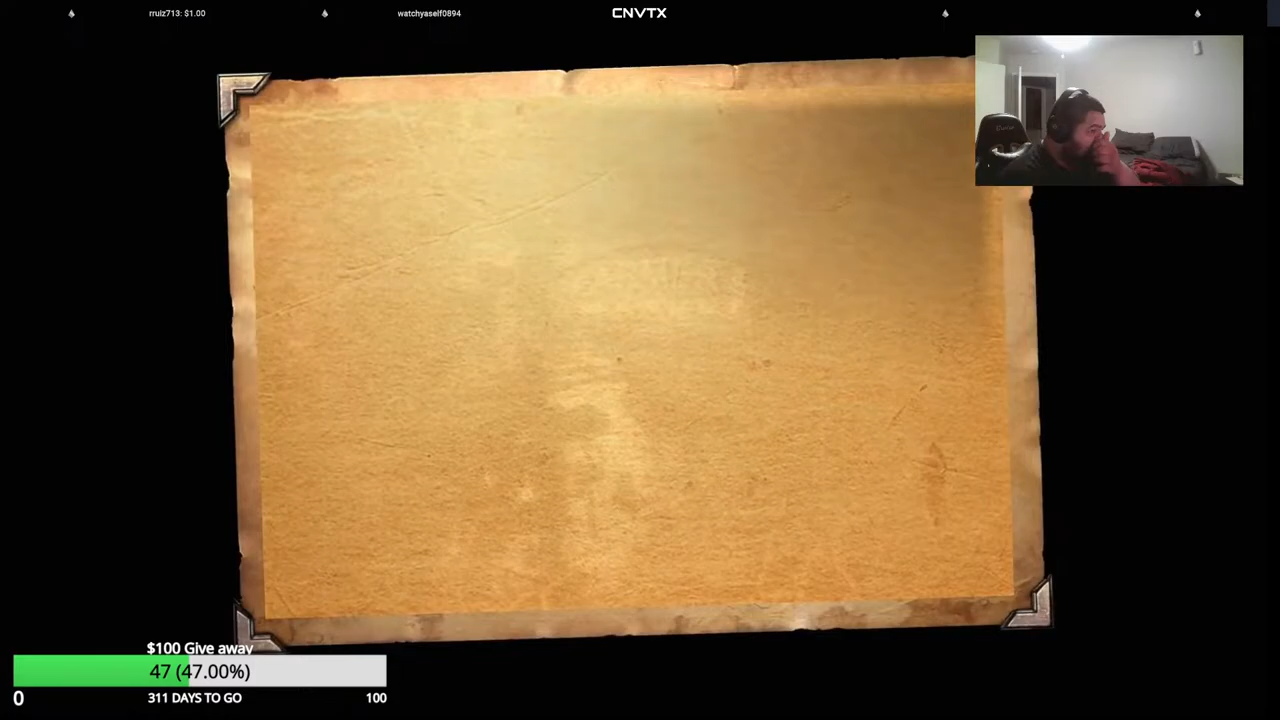 rruiz713: $1.00
watchyaself0894
CNVTX
$100 Give away
47 (47.00%)
0
311 DAYS TO GO
100